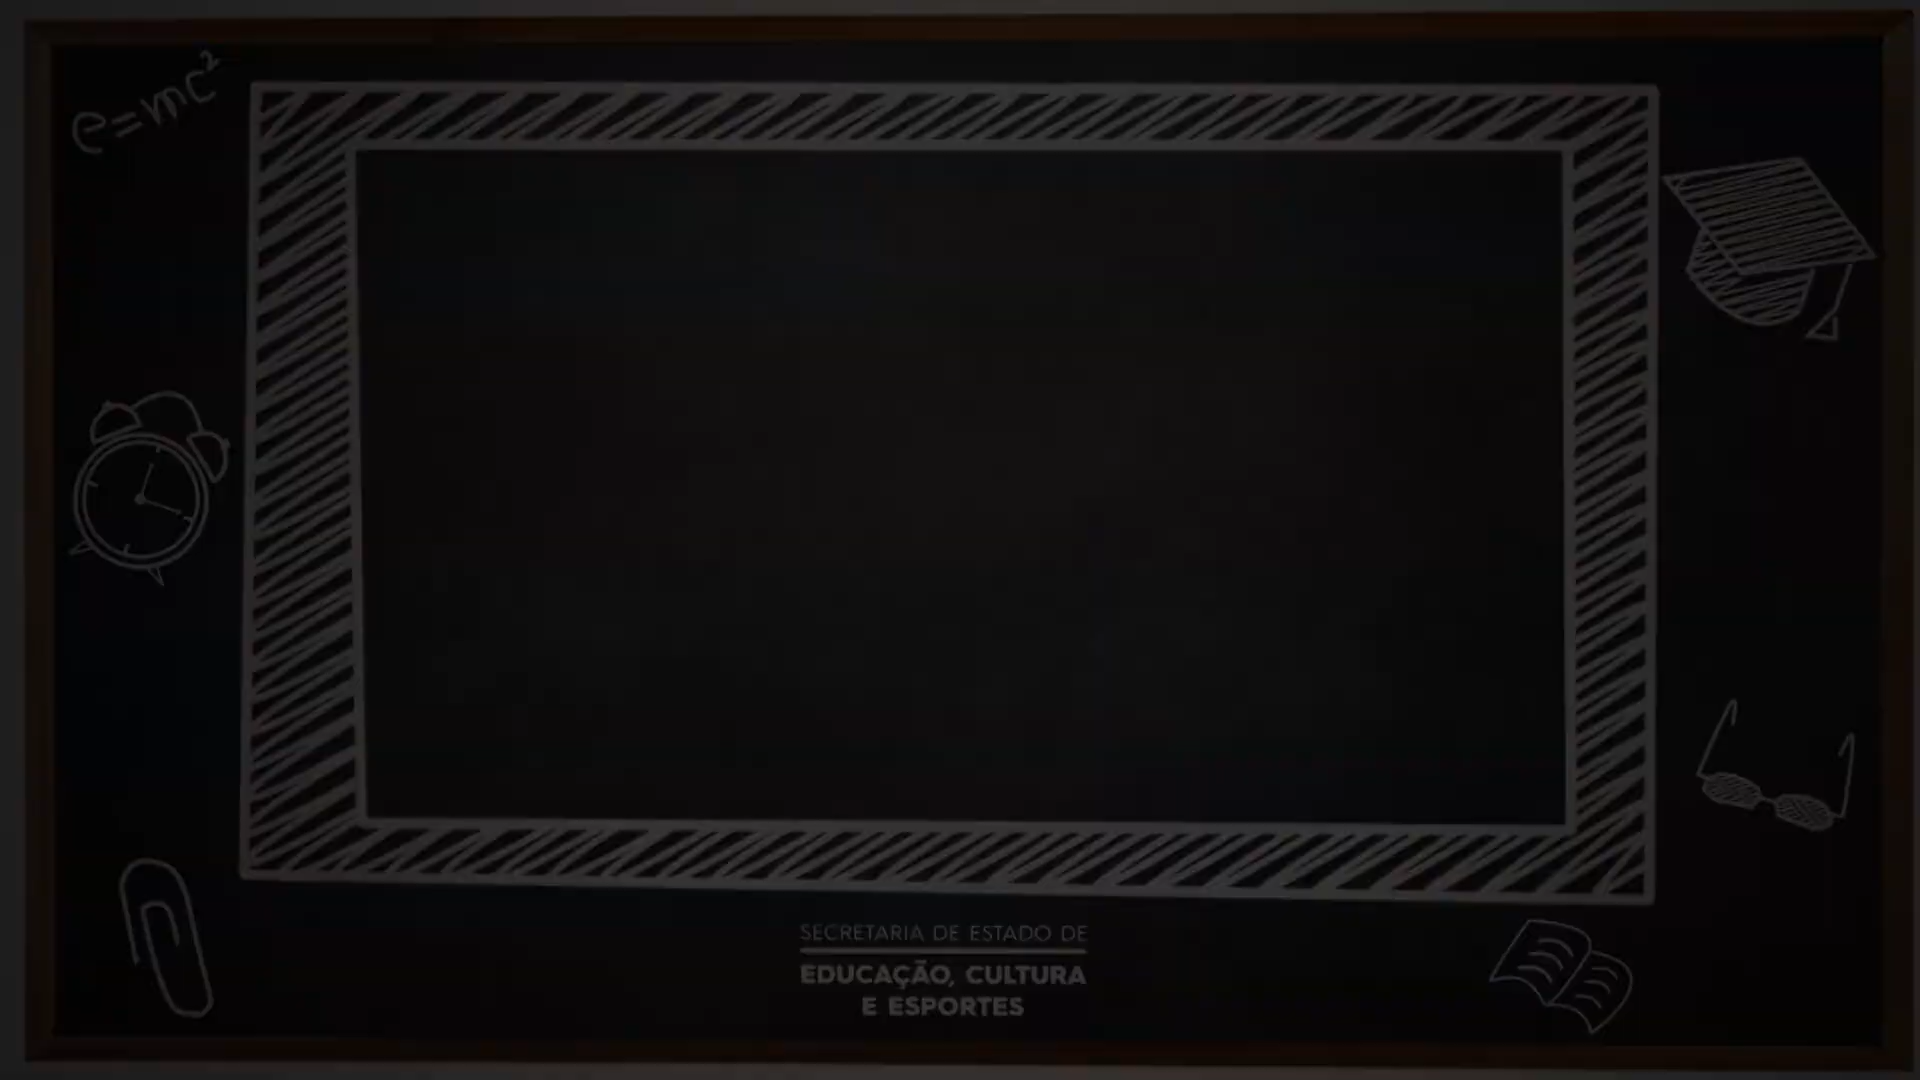 e=mc²
SECRETARIA DE ESTADO DE
EDUCAÇÃO, CULTURA
E ESPORTES